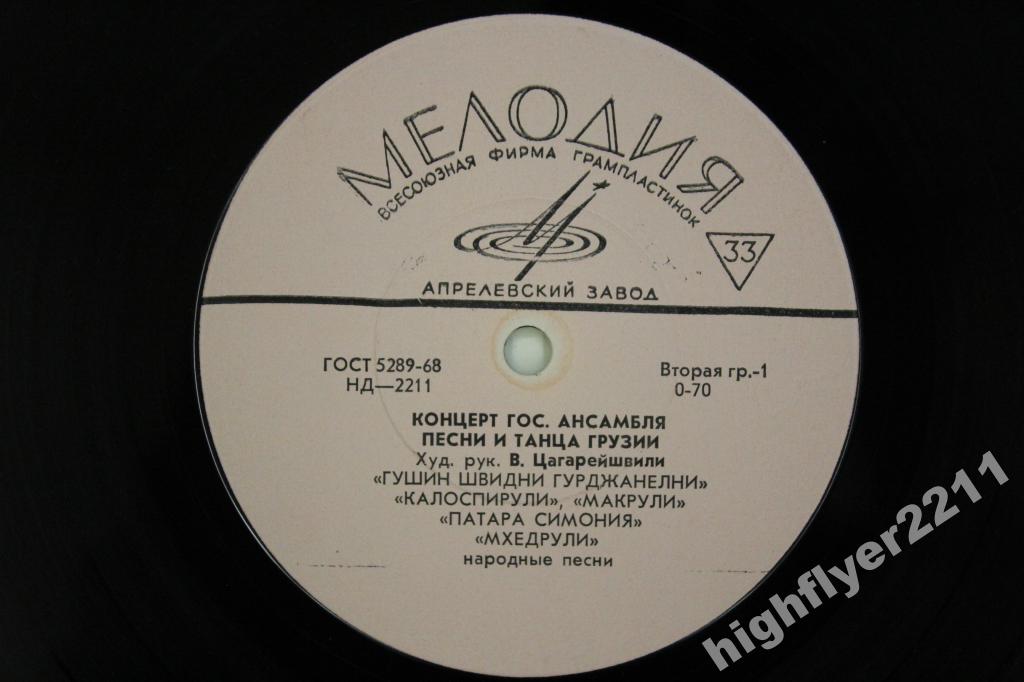 МЕЛОДИЯ
ВСЕСОЮЗНАЯ ФИРМА ГРАМПЛАСТИНОК
33
АПРЕЛЕВСКИЙ ЗАВОД
ГОСТ 5289-68
НД—2211
Вторая гр.-1
0-70
КОНЦЕРТ ГОС. АНСАМБЛЯ
ПЕСНИ И ТАНЦА ГРУЗИИ
Худ. рук. В. Цагарейшвили
«ГУШИН ШВИДНИ ГУРДЖАНЕЛНИ»
«КАЛОСПИРУЛИ», «МАКРУЛИ»
«ПАТАРА СИМОНИЯ»
«МХЕДРУЛИ»
народные песни
highflyer2211